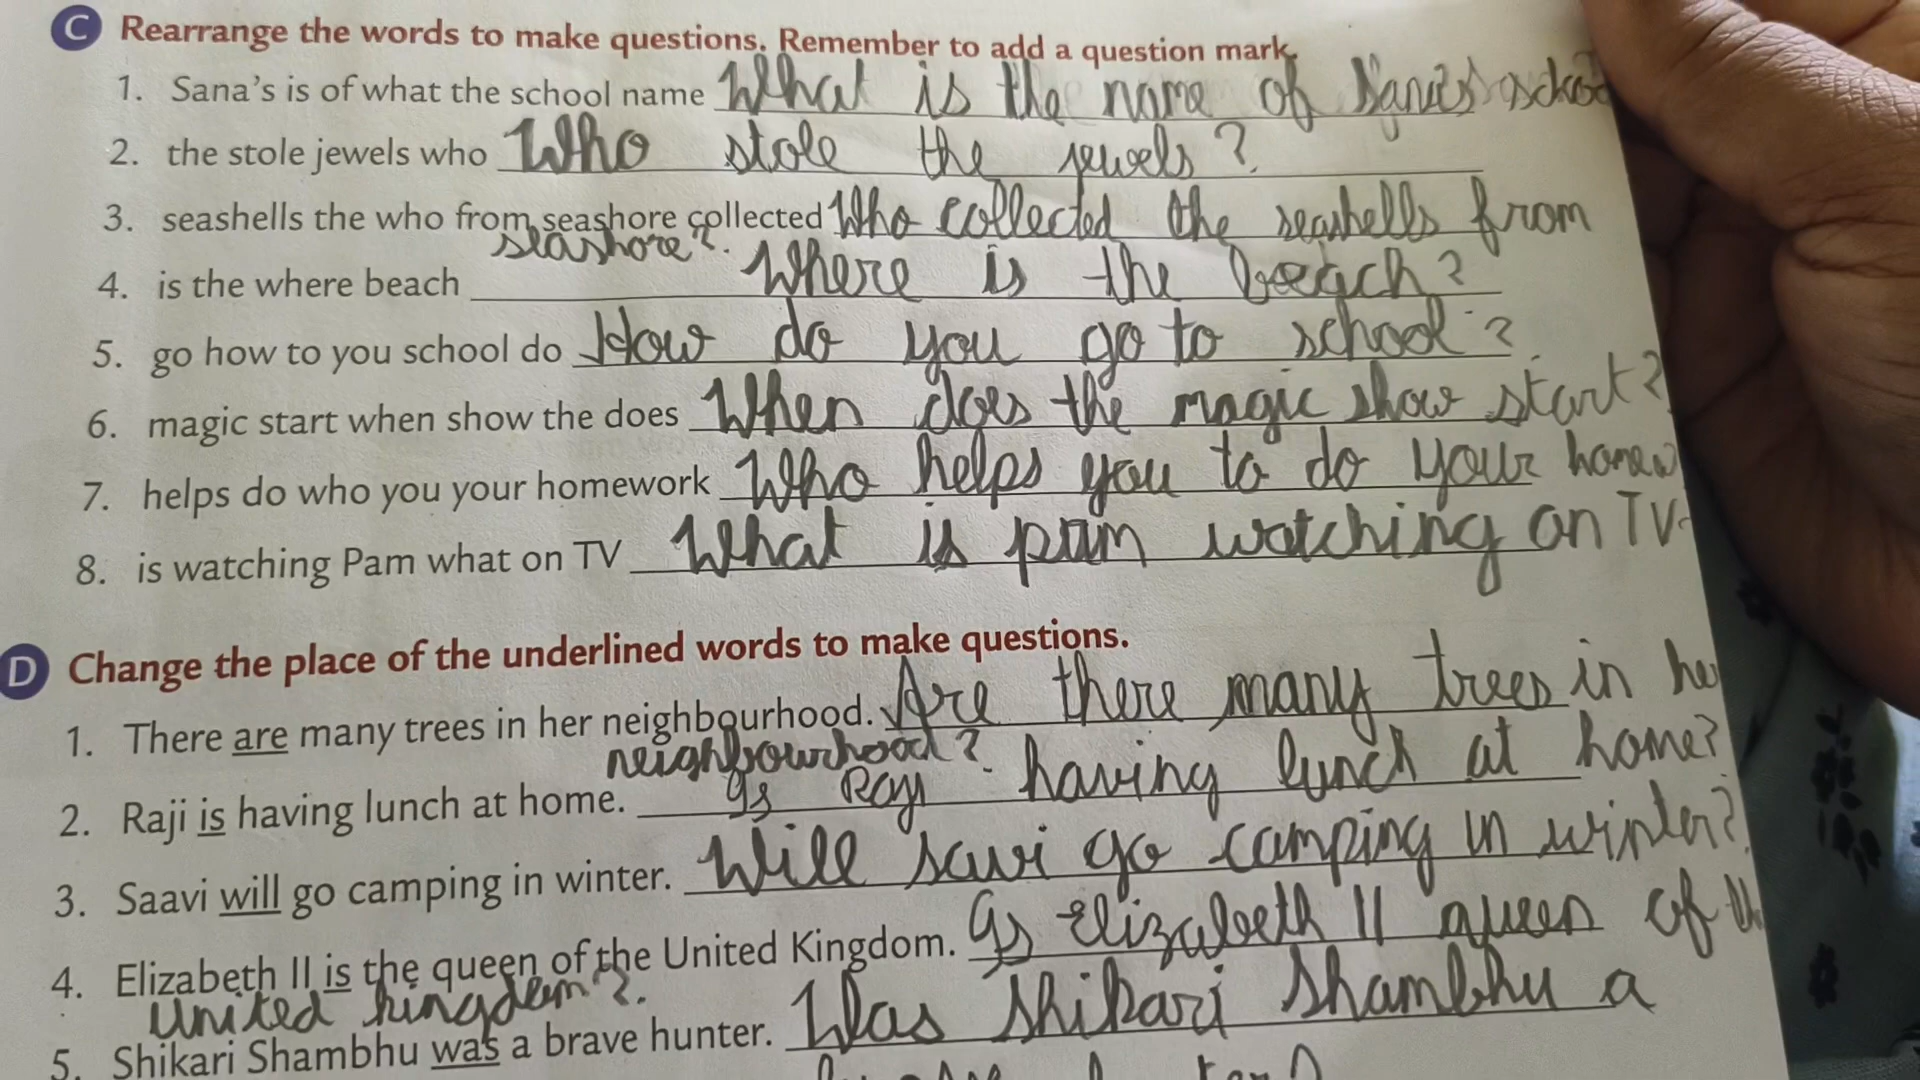 C Rearrange the words to make questions. Remember to add a question mark.
1. Sana's is of what the school name What is the name of Sana's
2. the stole jewels who Who stole the jewels?
3. seashells the who from seashore collected Who collected the seashells from
seashore?.
4. is the where beach Where is the beach?
5. go how to you school do How do you go to school?
6. magic start when show the does When does the magic show start?
7. helps do who you your homework Who helps you to do your homew
8. is watching Pam what on TV What is pam watching on TV
D Change the place of the underlined words to make questions.
1. There are many trees in her neighbourhood. Are there many trees in he
neighbourhood?
2. Raji is having lunch at home. Is Raji having lunch at home?
3. Saavi will go camping in winter. Will savi go camping in winter?
4. Elizabeth II is the queen of the United Kingdom. Is Elizabeth II queen of th
United kingdom?.
5. Shikari Shambhu was a brave hunter. Was Shikari Shambhu a